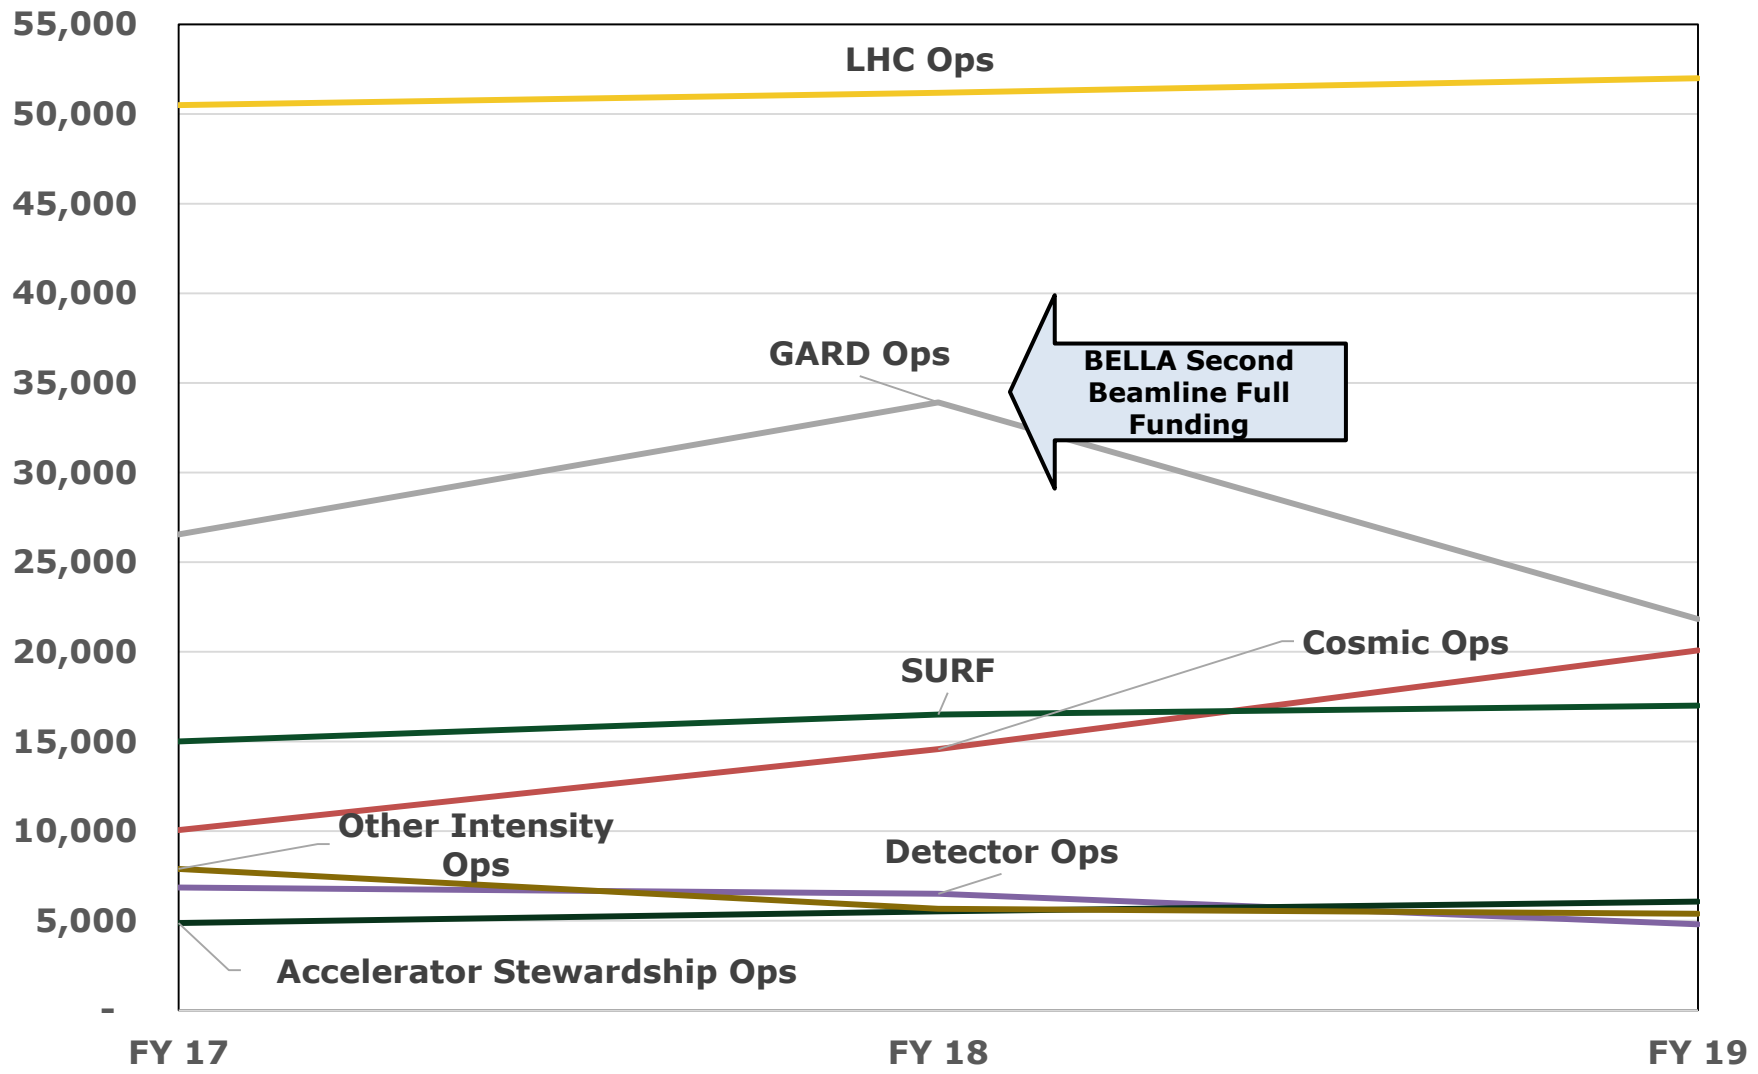 55,000
LHC Ops
50,000
45,000
40,000
GARD Ops
BELLA Second
Beamline Full
Funding
35,000
30,000
25,000
20,000
Cosmic Ops
SURF
15,000
10,000
Other Intensity
Ops
Detector Ops
5,000
Accelerator Stewardship Ops
-
FY 17
FY 18
FY 19